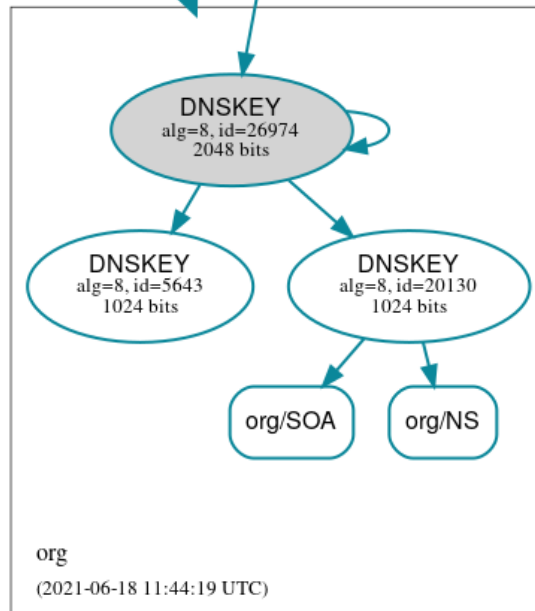 DNSKEY
alg=8, id=26974
2048 bits
DNSKEY
alg=8, id=5643
1024 bits
DNSKEY
alg=8, id=20130
1024 bits
org/SOA
org/NS
org
(2021-06-18 11:44:19 UTC)